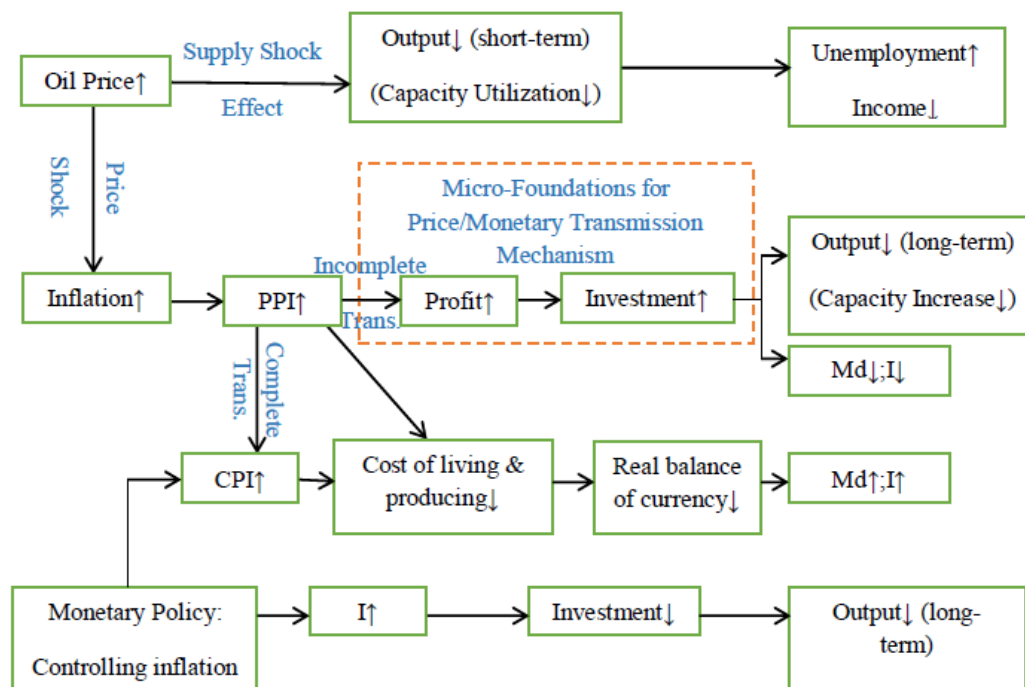 Oil Price↑
Supply Shock
Effect
Output↓ (short-term)
(Capacity Utilization↓)
Unemployment↑
Income↓
Price
Shock
Micro-Foundations for
Price/Monetary Transmission
Mechanism
Inflation↑
PPI↑
Incomplete
Trans.
Profit↑
Investment↑
Output↓ (long-term)
(Capacity Increase↓)
Md↓;I↓
Complete
Trans.
CPI↑
Cost of living &
producing↓
Real balance
of currency↓
Md↑;I↑
Monetary Policy:
Controlling inflation
I↑
Investment↓
Output↓ (long-
term)